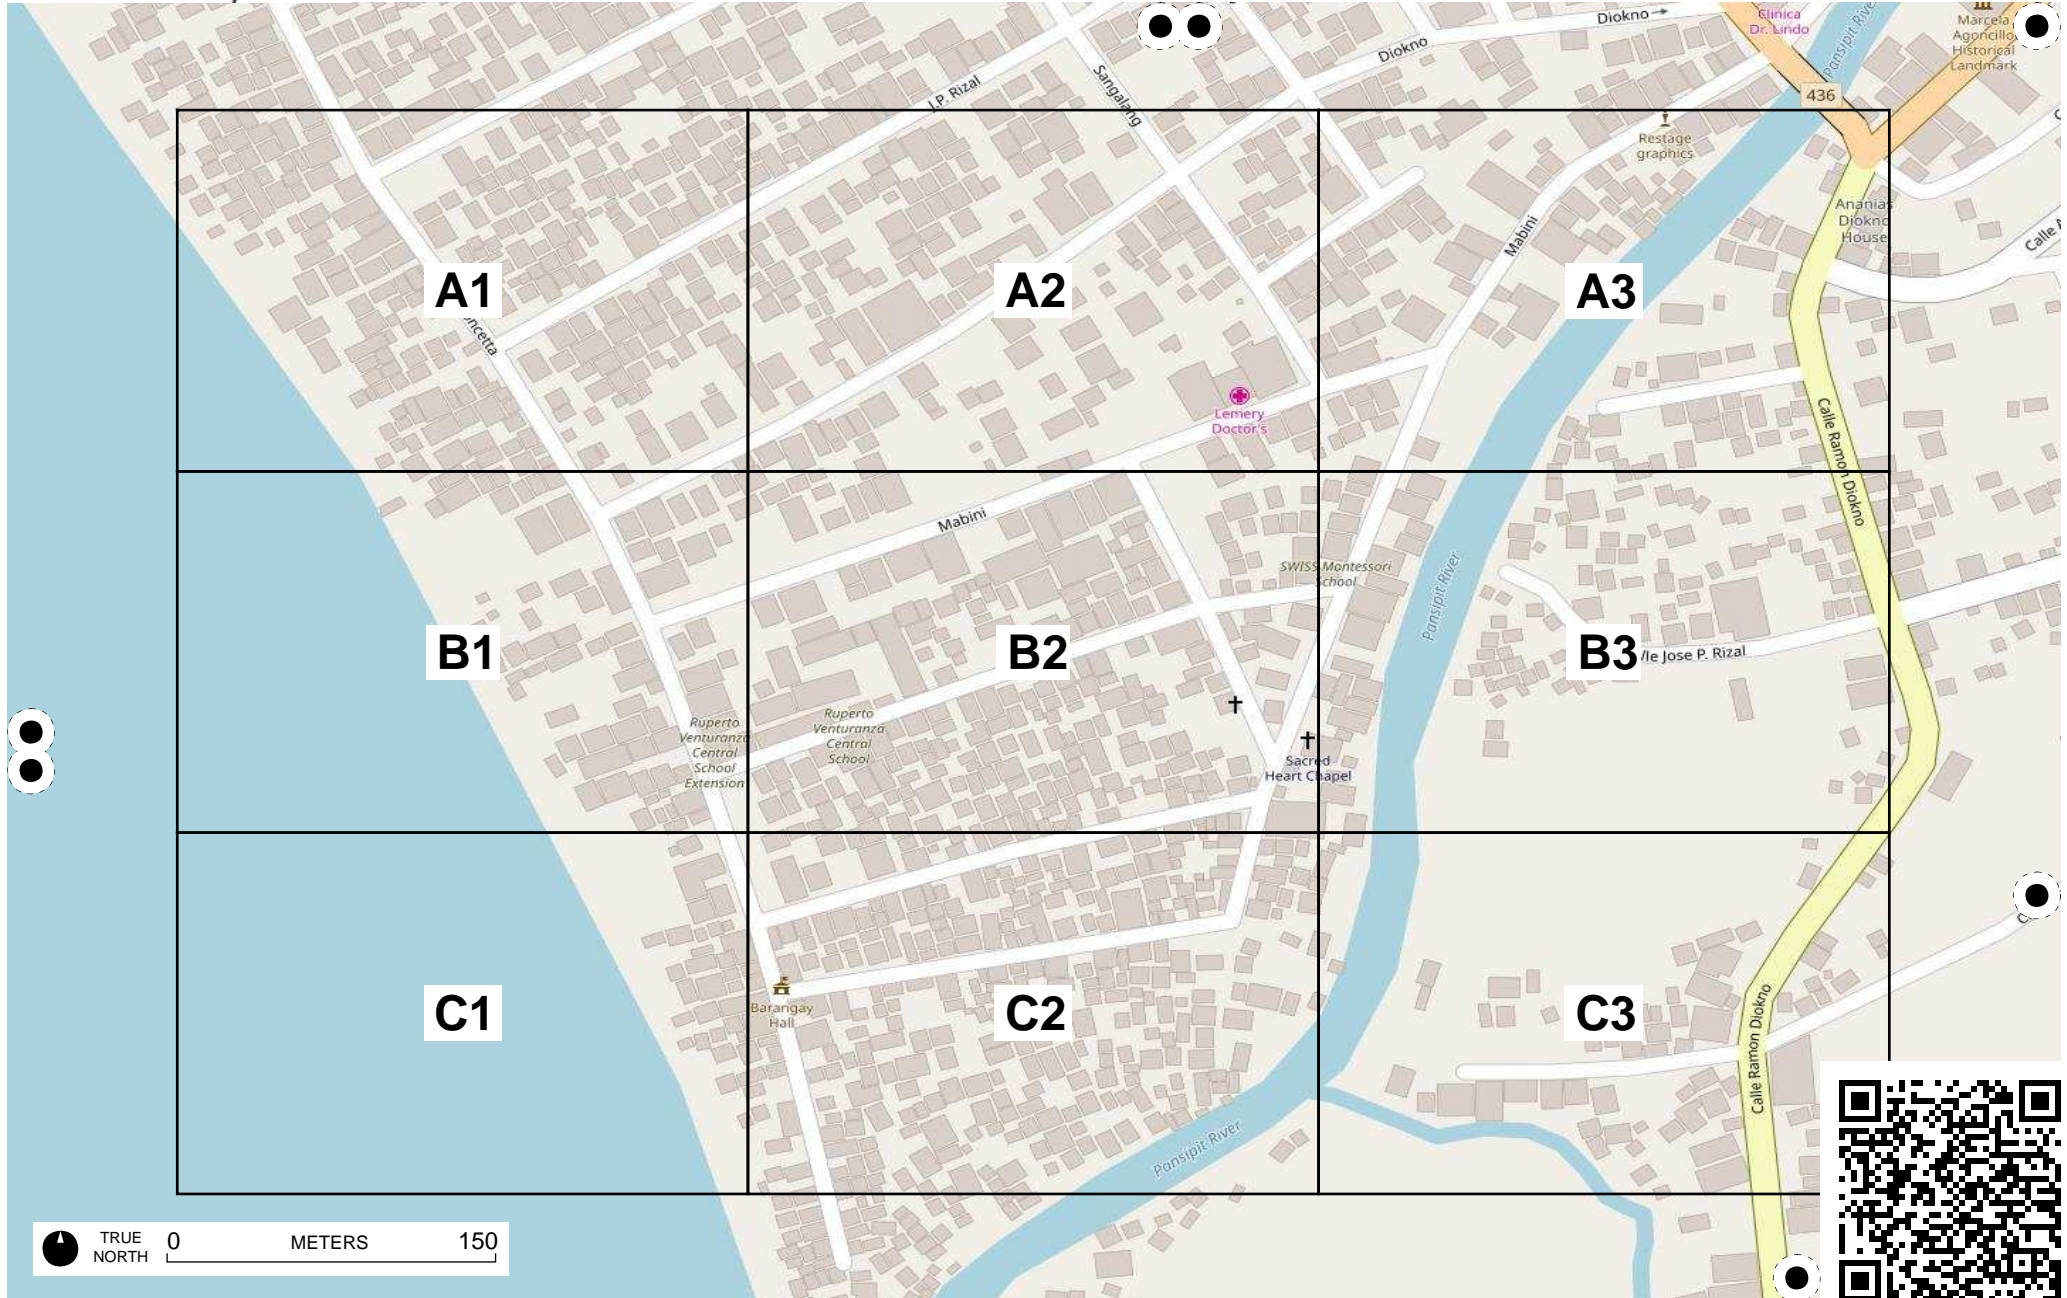 Diokno
Clinica
Dr. Lindo
Pansipit River
Marcela
Agoncillo
Historical
Landmark
Diokno
J.P. Rizal
Sangalang
436
Restage
graphics
Ananias
Diokno
House
Mabini
A1
A2
A3
Lemery
Doctor's
Calle Ramon Diokno
Mabini
SWISS Montessori
School
Pansipit River
B1
B2
B3
lle Jose P. Rizal
Ruperto
Venturanza
Central
School
Extension
Ruperto
Venturanza
Central
School
Sacred
Heart Chapel
C1
C2
C3
Barangay
Hall
Calle Ramon Diokno
Pansipit River
TRUE
NORTH
0 METERS 150